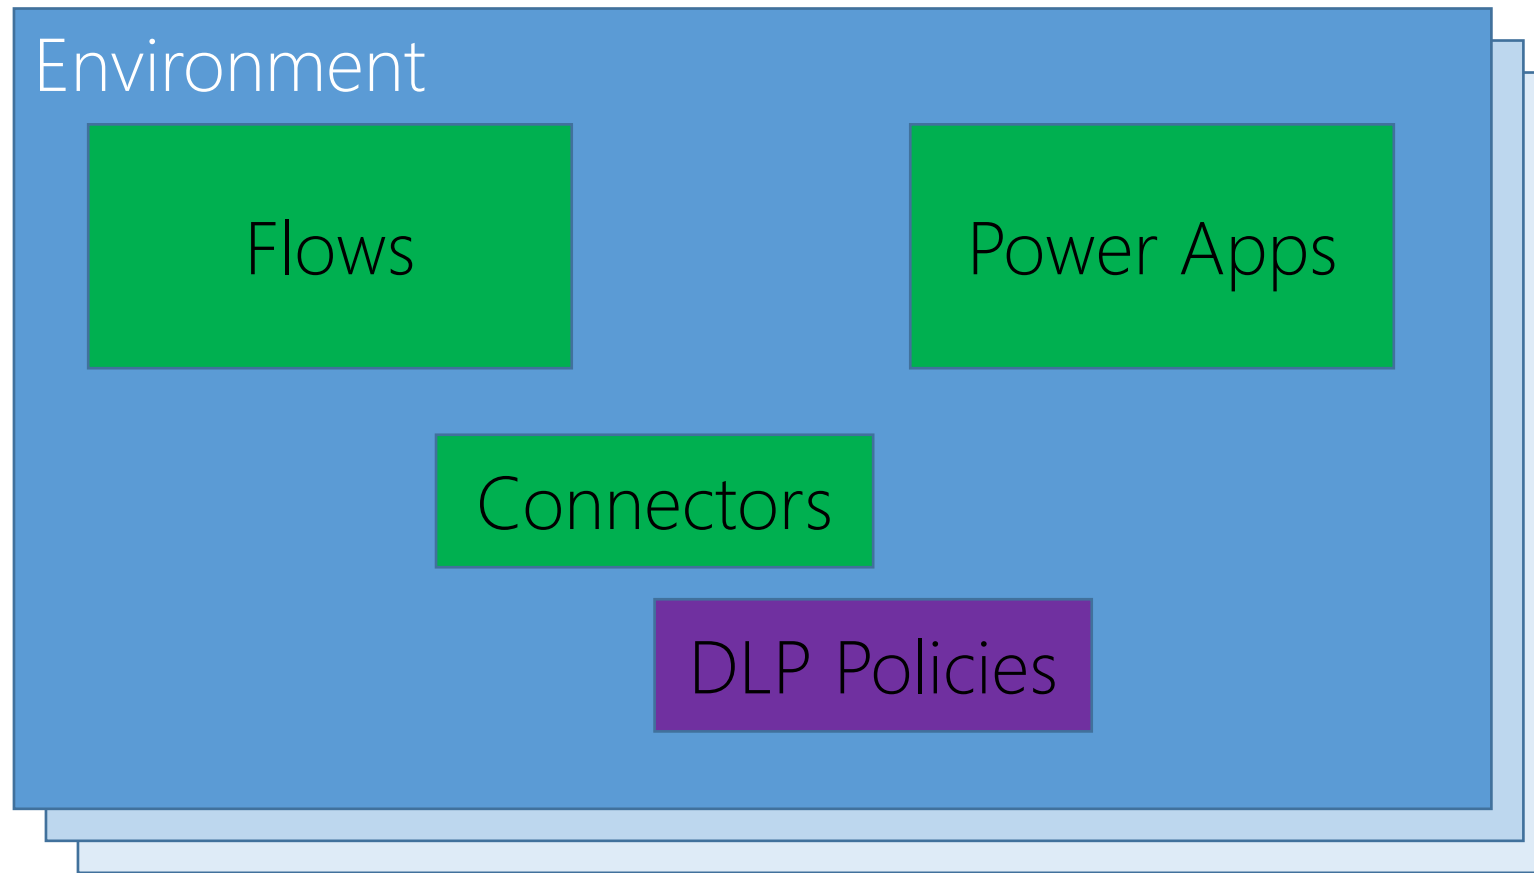 Environment
Flows
Power Apps
Connectors
DLP Policies